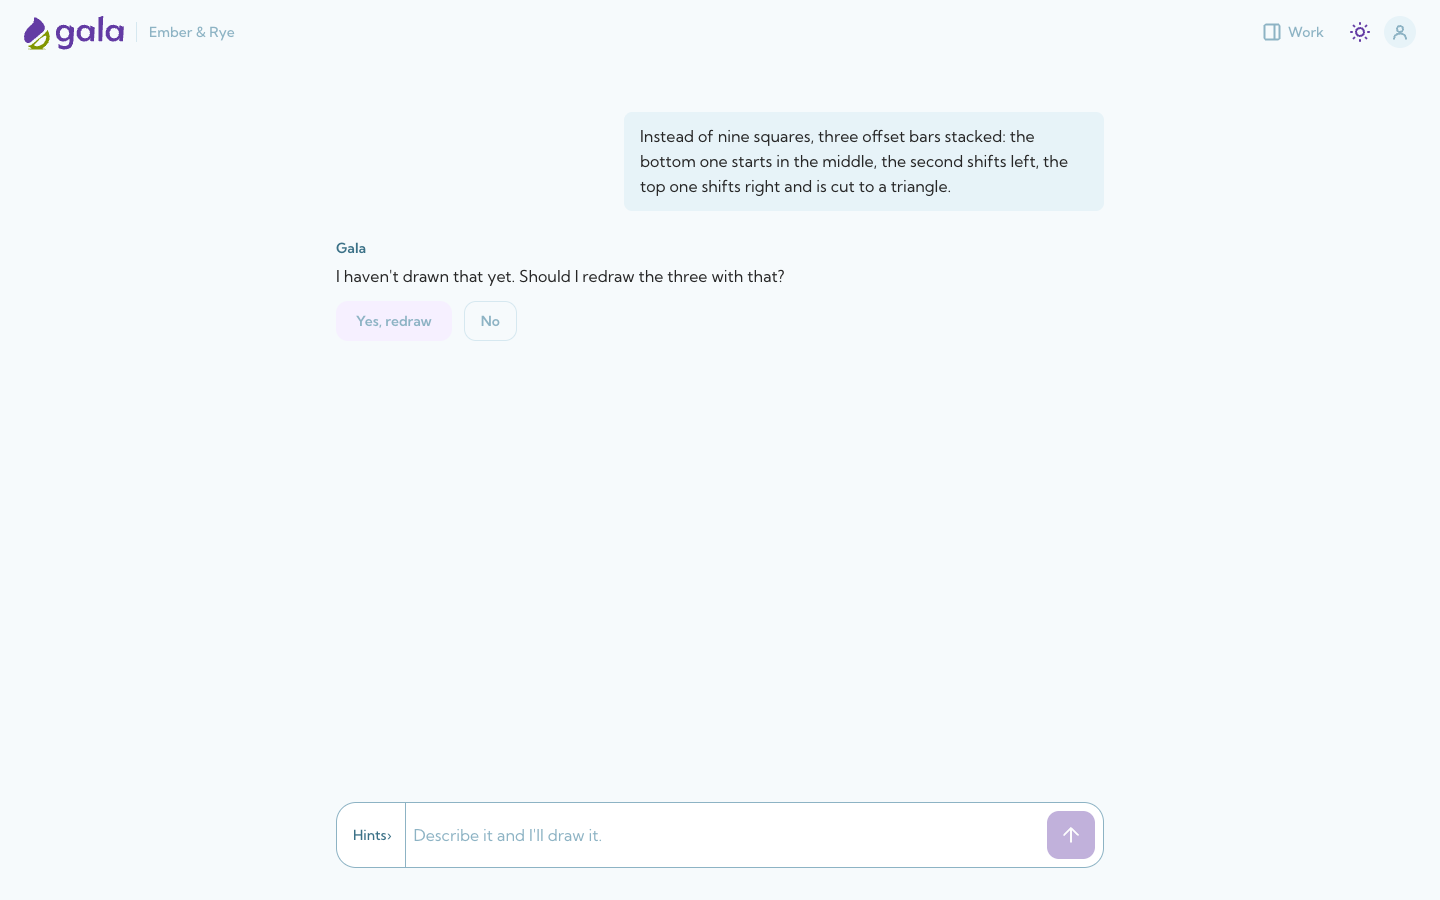 gala
Ember & Rye
Work
Instead of nine squares, three offset bars stacked: the
bottom one starts in the middle, the second shifts left, the
top one shifts right and is cut to a triangle.
Gala
I haven't drawn that yet. Should I redraw the three with that?
Yes, redraw
No
Hints›
Describe it and I'll draw it.